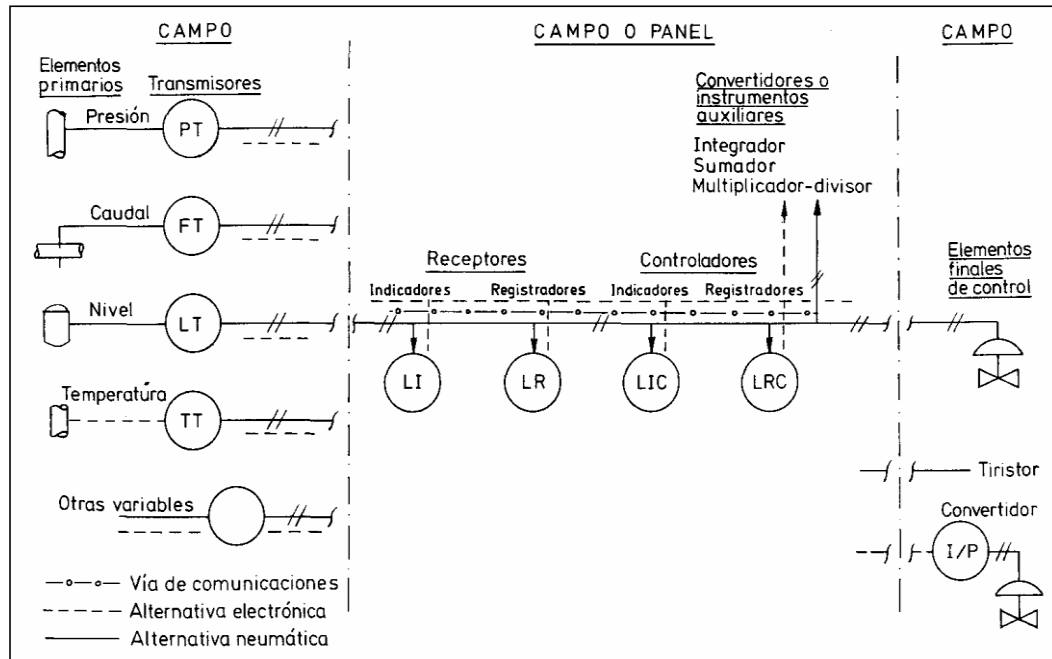 CAMPO
Elementos
primarios
Transmisores
Presión
PT
Caudal
FT
Nivel
LT
Temperatura
TT
Otras variables
Vía de comunicaciones
Alternativa electrónica
Alternativa neumática
CAMPO O PANEL
Convertidores o
instrumentos
auxiliares
Integrador
Sumador
Multiplicador-divisor
Receptores
Controladores
Indicadores
Registradores
Indicadores
Registradores
LI
LR
LIC
LRC
CAMPO
Elementos
finales
de control
Tiristor
Convertidor
I/P